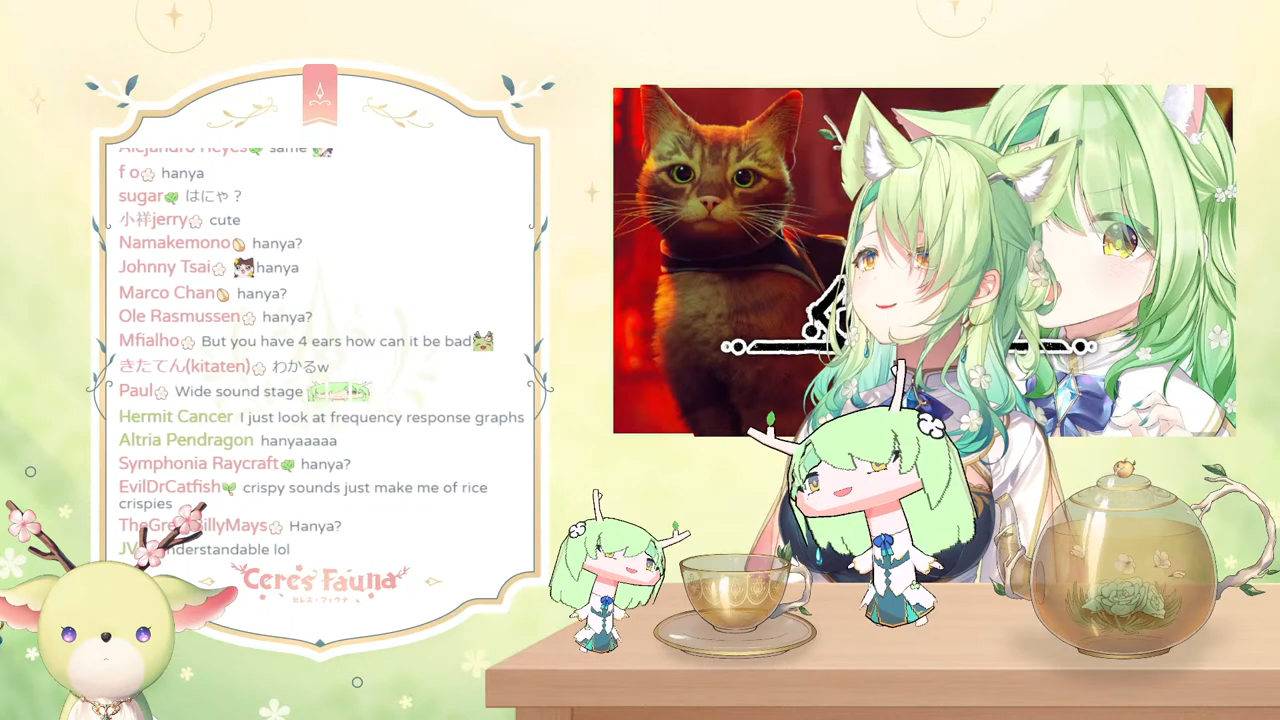 Alejandro Reyes same
f o hanya
sugar はにゃ？
小祥jerry cute
Namakemono hanya?
Johnny Tsai hanya
Marco Chan hanya?
Ole Rasmussen hanya?
Mfialho But you have 4 ears how can it be bad
きたてん(kitaten) わかるw
Paul Wide sound stage
Hermit Cancer I just look at frequency response graphs
Altria Pendragon hanyaaaaa
Symphonia Raycraft hanya?
EvilDrCatfish crispy sounds just make me of rice
crispies
Hanya?
lol
Ceres Fauna
セレス・ファウナ